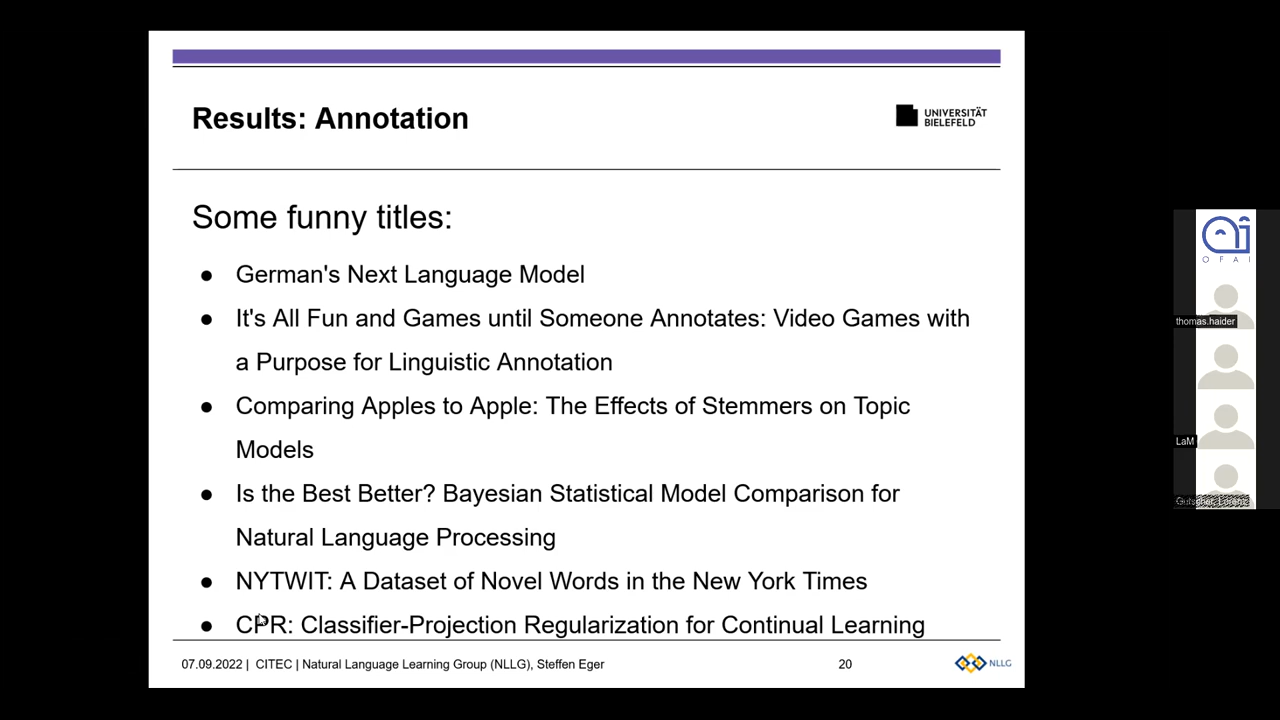 Results: Annotation
UNIVERSITÄT
BIELEFELD
Some funny titles:
● German's Next Language Model
● It's All Fun and Games until Someone Annotates: Video Games with
a Purpose for Linguistic Annotation
● Comparing Apples to Apple: The Effects of Stemmers on Topic
Models
● Is the Best Better? Bayesian Statistical Model Comparison for
Natural Language Processing
● NYTWIT: A Dataset of Novel Words in the New York Times
● CPR: Classifier-Projection Regularization for Continual Learning
07.09.2022 | CITEC | Natural Language Learning Group (NLLG), Steffen Eger
20
NLLG
OFAI
thomas.haider
LaM